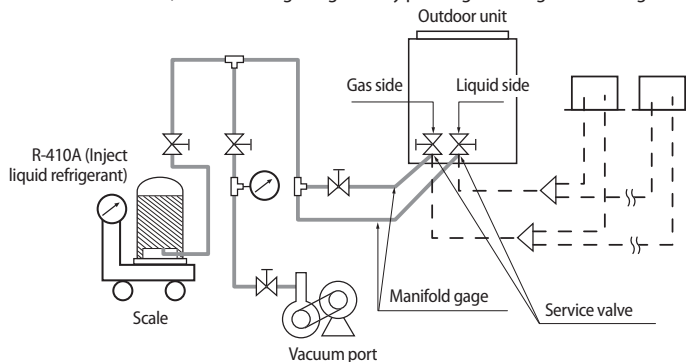 Outdoor unit
Gas side
Liquid side
R-410A (Inject
liquid refrigerant)
Manifold gage
Service valve
Scale
Vacuum port